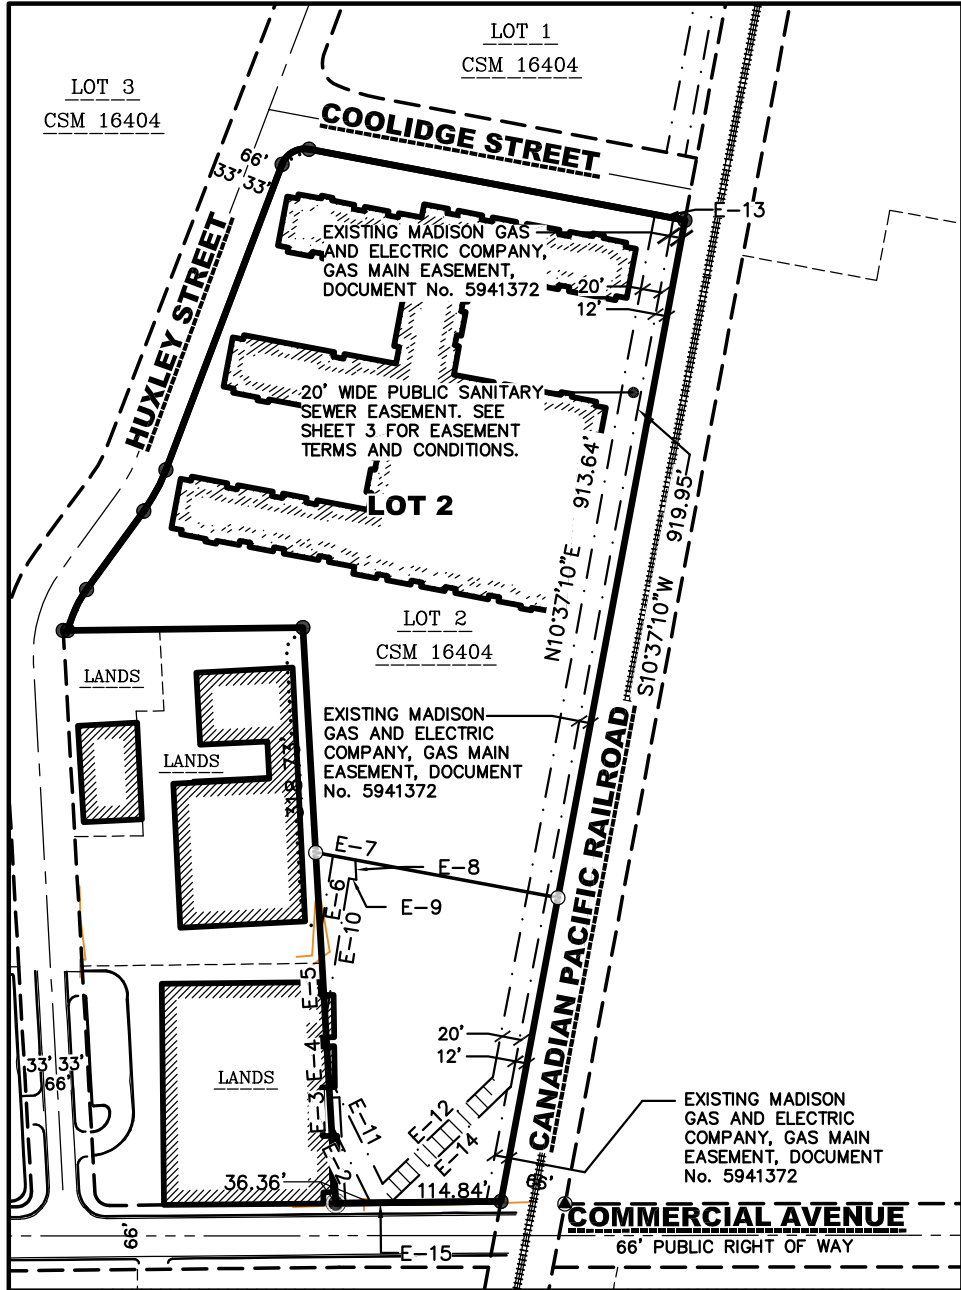 LOT 1
CSM 16404
LOT 3
CSM 16404
COOLIDGE STREET
66'
33' 33'
E-13
HUXLEY STREET
EXISTING MADISON GAS
AND ELECTRIC COMPANY,
GAS MAIN EASEMENT,
DOCUMENT No. 5941372
20'
12'
20' WIDE PUBLIC SANITARY
SEWER EASEMENT. SEE
SHEET 3 FOR EASEMENT
TERMS AND CONDITIONS.
LOT 2
N10°37'10"E 913.64'
919.95'
S10°37'10"W
LOT 2
CSM 16404
LANDS
LANDS
EXISTING MADISON
GAS AND ELECTRIC
COMPANY, GAS MAIN
EASEMENT, DOCUMENT
No. 5941372
318.73'
CANADIAN PACIFIC RAILROAD
E-7
E-8
E-9
E-6
E-10
E-5
E-4
E-3
20'
12'
33' 33'
66'
LANDS
E-11
E-12
E-14
EXISTING MADISON
GAS AND ELECTRIC
COMPANY, GAS MAIN
EASEMENT, DOCUMENT
No. 5941372
36.36'
114.84'
66'
COMMERCIAL AVENUE
66' PUBLIC RIGHT OF WAY
66'
E-15